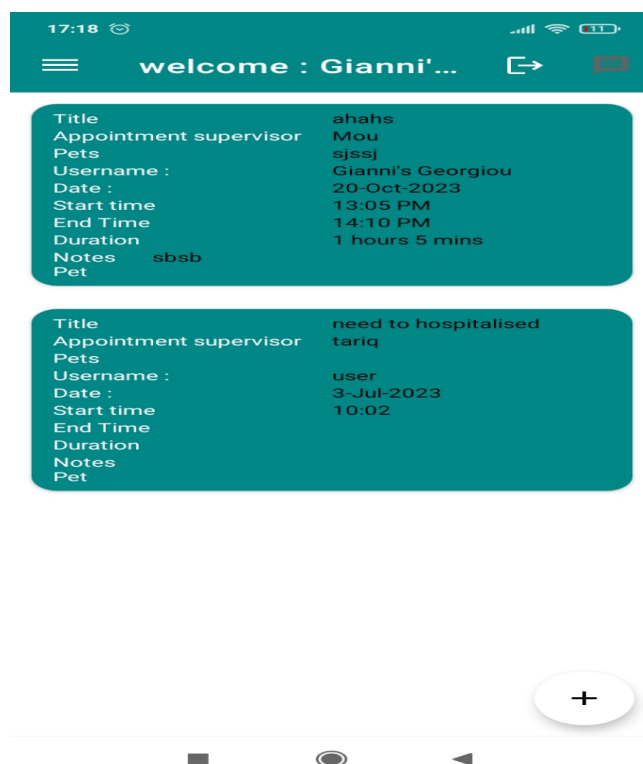 17:18 11
welcome : Gianni'...
Title ahahs
Appointment supervisor Mou
Pets sjssj
Username : Gianni's Georgiou
Date : 20-Oct-2023
Start time 13:05 PM
End Time 14:10 PM
Duration 1 hours 5 mins
Notes sbsb
Pet
Title need to hospitalised
Appointment supervisor tariq
Pets
Username : user
Date : 3-Jul-2023
Start time 10:02
End Time
Duration
Notes
Pet
+